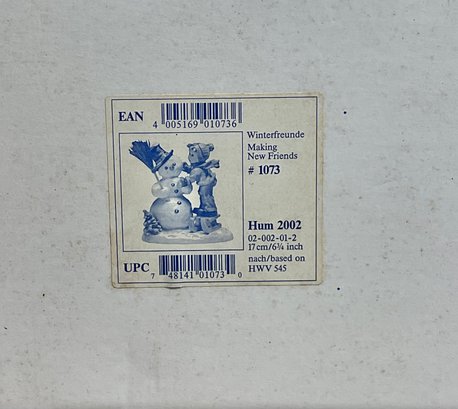 EAN
4 005169 010736
Winterfreunde
Making
New Friends
# 1073
Hum 2002
02-002-01-2
17cm/6¾ inch
nach/based on
HWV 545
UPC
7 48141 01073 0